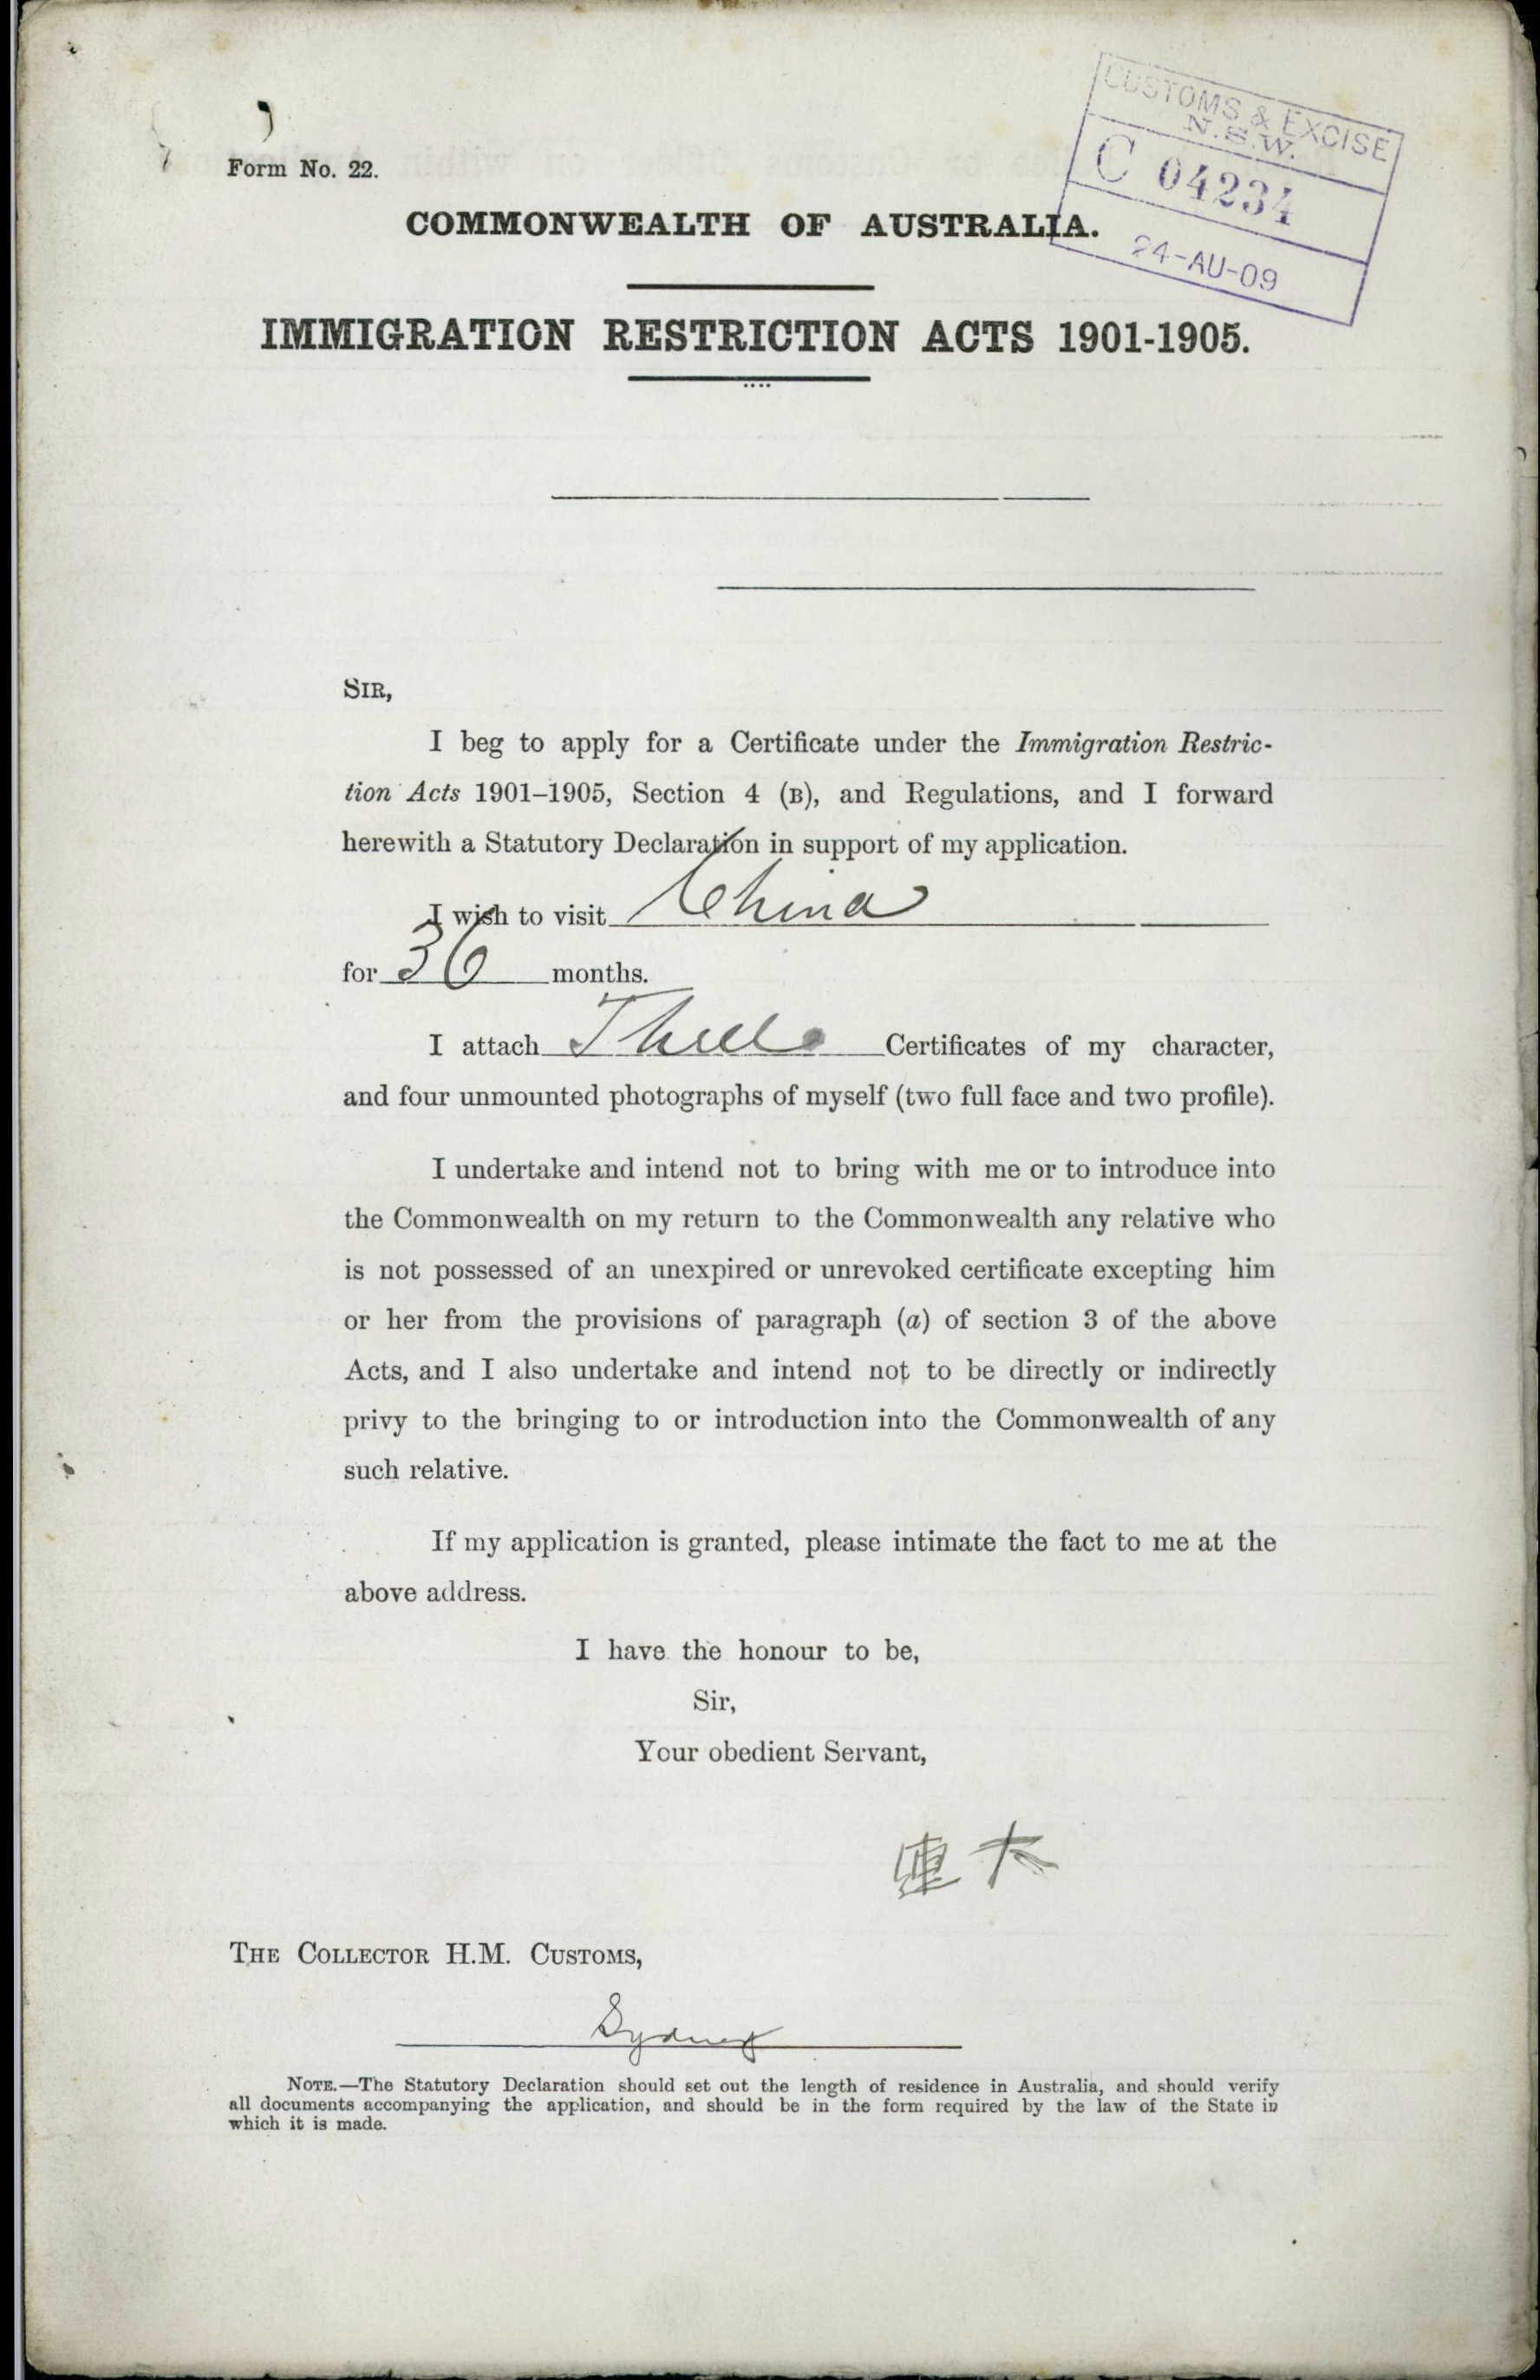 CUSTOMS & EXCISE
N.S.W.
C 04234
24-AU-09
Form No. 22.
COMMONWEALTH OF AUSTRALIA.
IMMIGRATION RESTRICTION ACTS 1901-1905.
SIR,
I beg to apply for a Certificate under the Immigration Restric-
tion Acts 1901–1905, Section 4 (B), and Regulations, and I forward
herewith a Statutory Declaration in support of my application.
I wish to visit China
for 36 months.
I attach Three Certificates of my character,
and four unmounted photographs of myself (two full face and two profile).
I undertake and intend not to bring with me or to introduce into
the Commonwealth on my return to the Commonwealth any relative who
is not possessed of an unexpired or unrevoked certificate excepting him
or her from the provisions of paragraph (a) of section 3 of the above
Acts, and I also undertake and intend not to be directly or indirectly
privy to the bringing to or introduction into the Commonwealth of any
such relative.
If my application is granted, please intimate the fact to me at the
above address.
I have the honour to be,
Sir,
Your obedient Servant,
THE COLLECTOR H.M. CUSTOMS,
Sydney
NOTE.—The Statutory Declaration should set out the length of residence in Australia, and should verify
all documents accompanying the application, and should be in the form required by the law of the State in
which it is made.